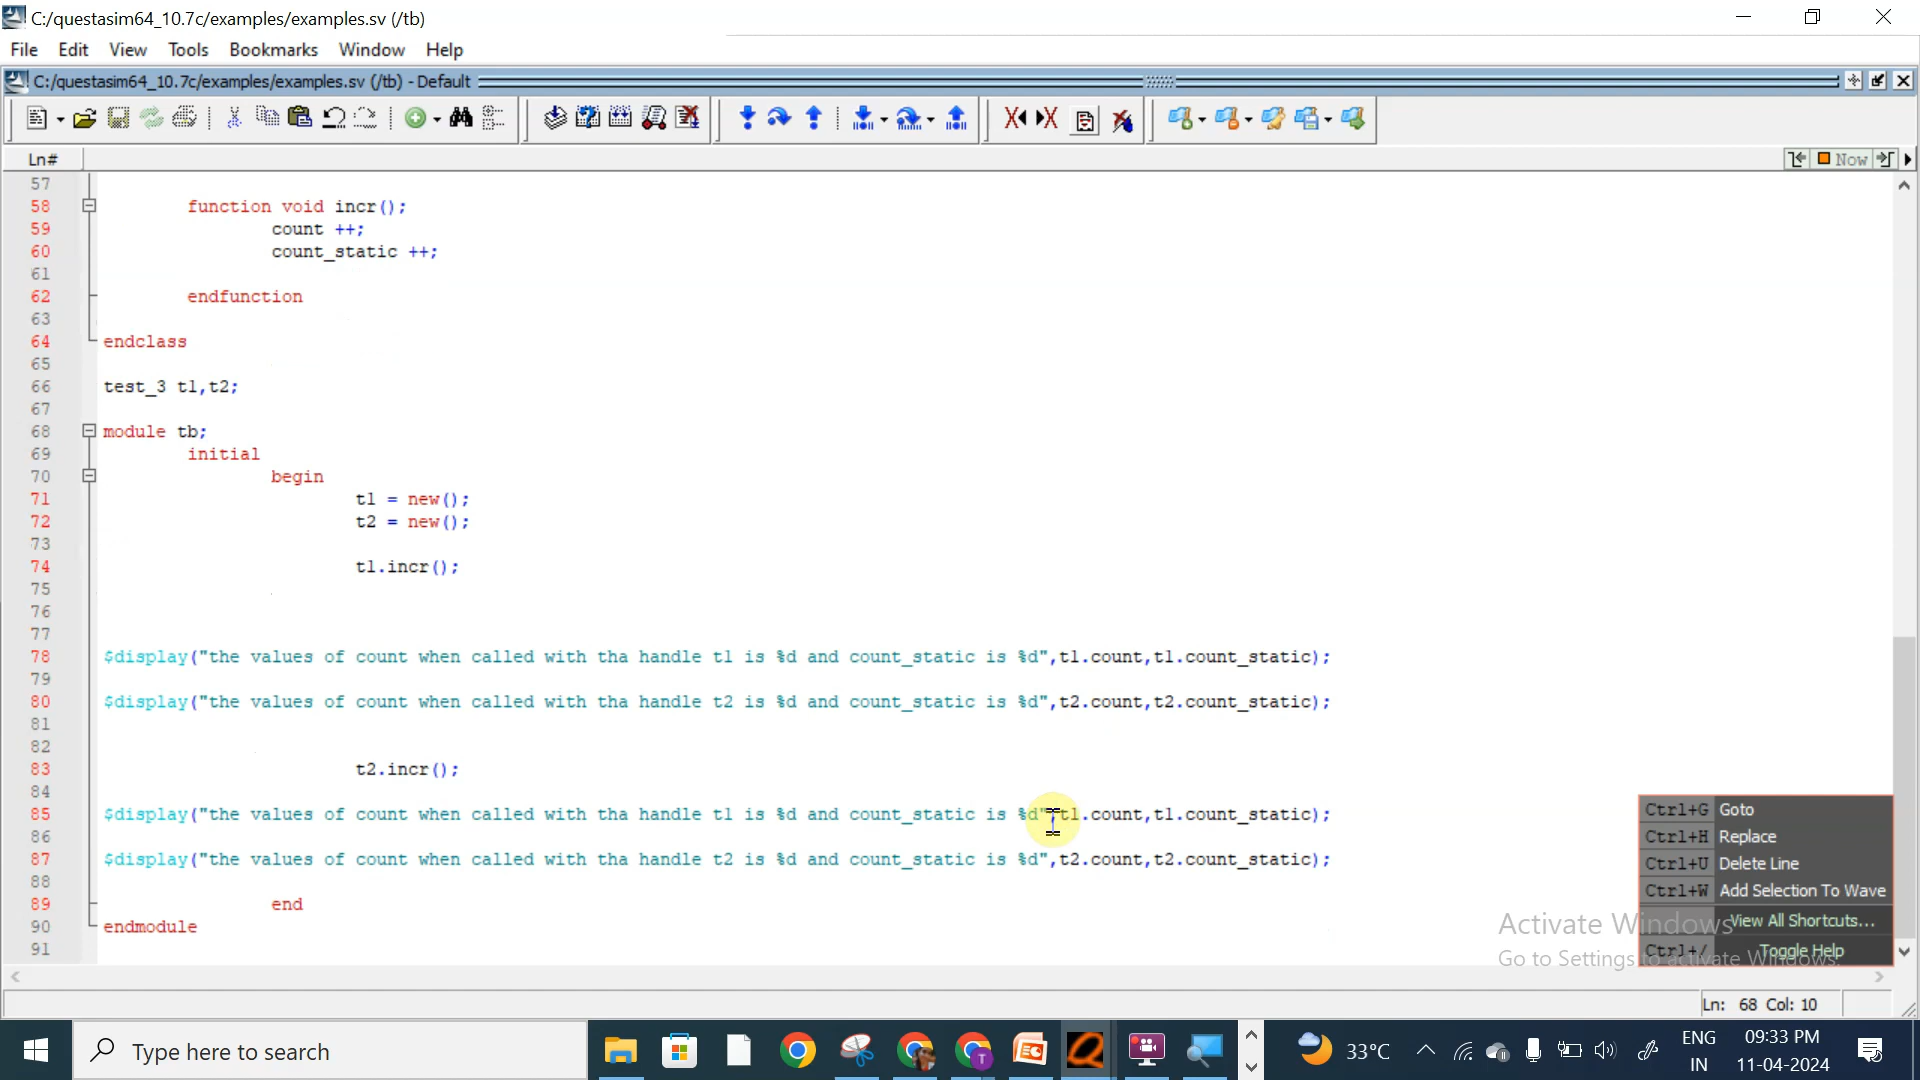 C:/questasim64_10.7c/examples/examples.sv (/tb)
File Edit View Tools Bookmarks Window Help
C:/questasim64_10.7c/examples/examples.sv (/tb) - Default
Ln#
Now
57
58 function void incr();
59 count ++;
60 count_static ++;
61
62 endfunction
63
64 endclass
65
66 test_3 t1,t2;
67
68 module tb;
69 initial
70 begin
71 t1 = new();
72 t2 = new();
73
74 t1.incr();
75
76
77
78 $display("the values of count when called with tha handle t1 is %d and count_static is %d",t1.count,t1.count_static);
79
80 $display("the values of count when called with tha handle t2 is %d and count_static is %d",t2.count,t2.count_static);
81
82
83 t2.incr();
84
85 $display("the values of count when called with tha handle t1 is %d and count_static is %d",t1.count,t1.count_static);
86
87 $display("the values of count when called with tha handle t2 is %d and count_static is %d",t2.count,t2.count_static);
88
89 end
90 endmodule
91
Ctrl+G Goto
Ctrl+H Replace
Ctrl+U Delete Line
Ctrl+W Add Selection To Wave
View All Shortcuts...
Ctrl+/ Toggle Help
Activate Windows
Go to Settings to activate Windows.
Ln: 68 Col: 10
Type here to search
T
33°C
ENG
IN
09:33 PM
11-04-2024